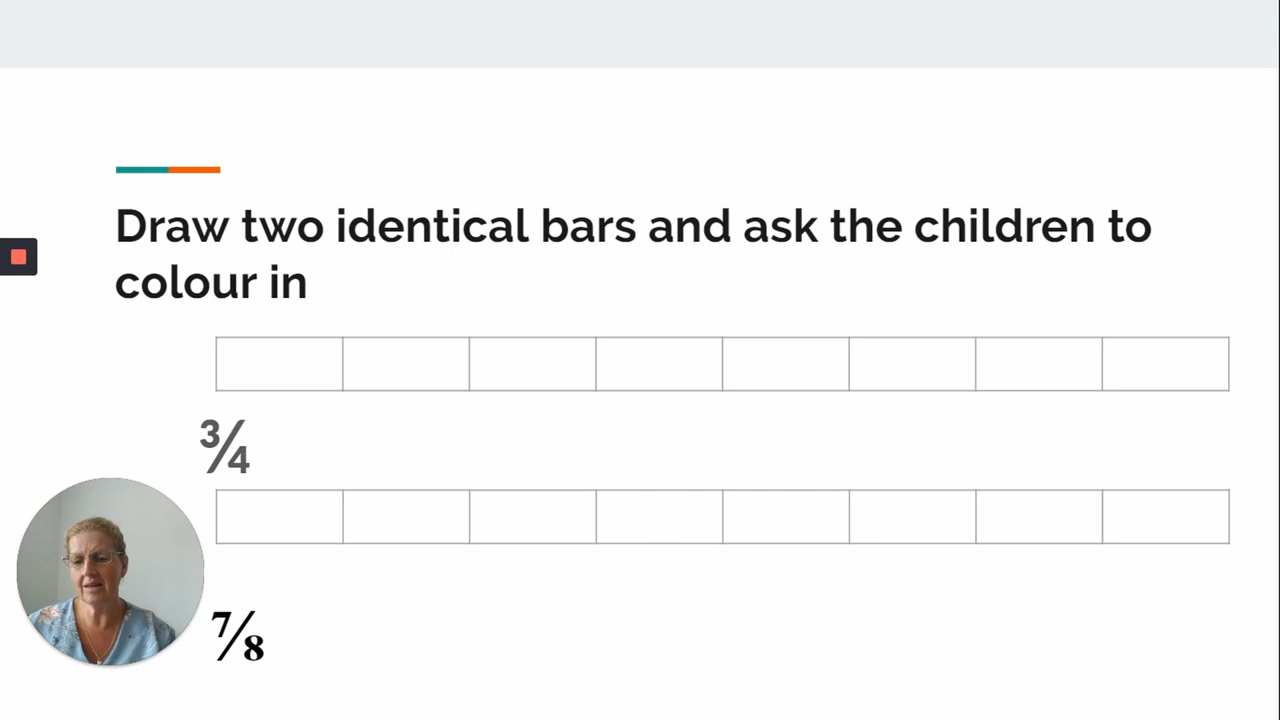 Draw two identical bars and ask the children to
colour in
¾
⅞